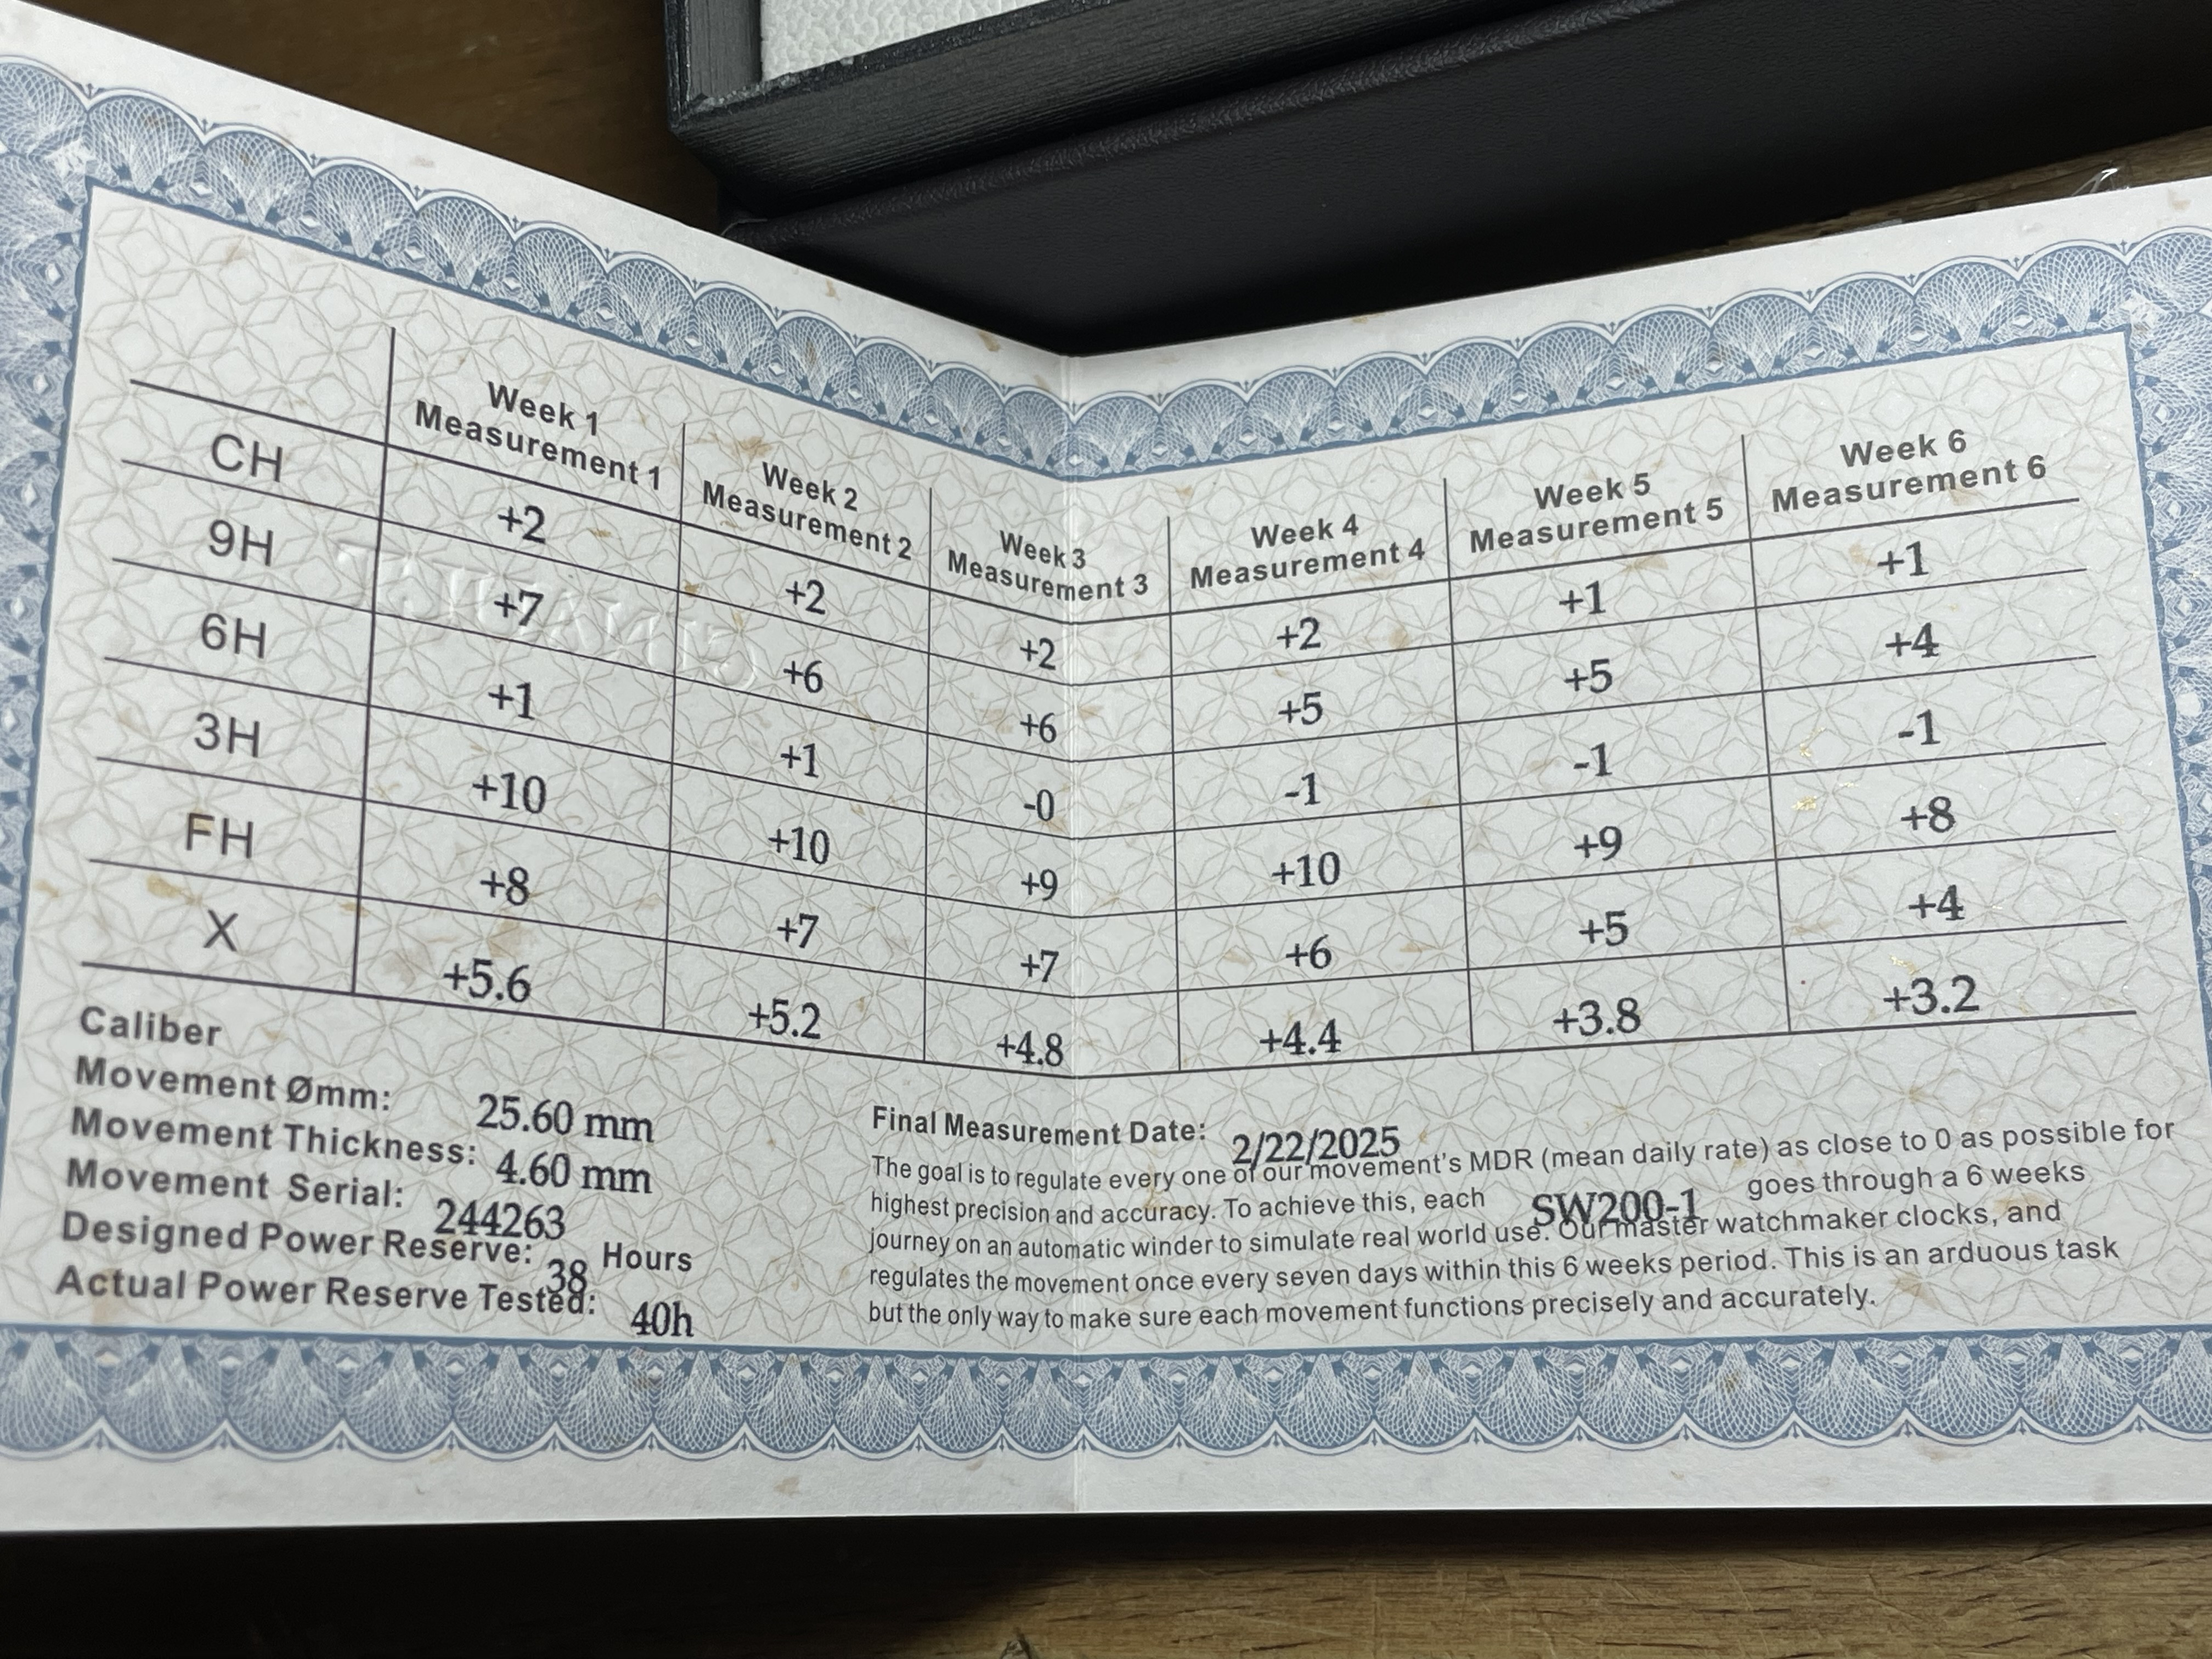 Week 1 Week 2 Week 3 Week 4 Week 5 Week 6
Measurement 1 Measurement 2 Measurement 3 Measurement 4 Measurement 5 Measurement 6
CH +2 +2 +2 +2 +1 +1
9H +7 +6 +6 +5 +5 +4
6H +1 +1 -0 -1 -1 -1
3H +10 +10 +9 +10 +9 +8
FH +8 +7 +7 +6 +5 +4
X +5.6 +5.2 +4.8 +4.4 +3.8 +3.2
Caliber
Movement Ømm: 25.60 mm
Movement Thickness: 4.60 mm
Movement Serial: 244263
Designed Power Reserve: 38 Hours
Actual Power Reserve Tested: 40h
Final Measurement Date: 2/22/2025
The goal is to regulate every one of our movement's MDR (mean daily rate) as close to 0 as possible for
highest precision and accuracy. To achieve this, each SW200-1 goes through a 6 weeks
journey on an automatic winder to simulate real world use. Our master watchmaker clocks, and
regulates the movement once every seven days within this 6 weeks period. This is an arduous task
but the only way to make sure each movement functions precisely and accurately.